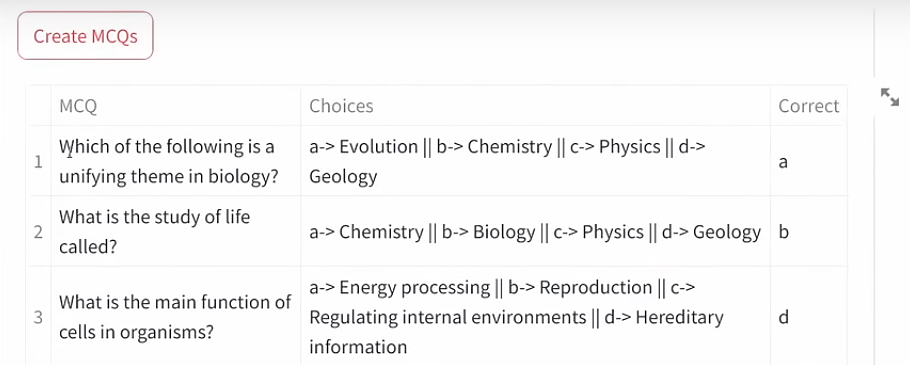 Create MCQs
MCQ Choices Correct
1 Which of the following is a unifying theme in biology? a-> Evolution || b-> Chemistry || c-> Physics || d-> Geology a
2 What is the study of life called? a-> Chemistry || b-> Biology || c-> Physics || d-> Geology b
3 What is the main function of cells in organisms? a-> Energy processing || b-> Reproduction || c-> Regulating internal environments || d-> Hereditary information d